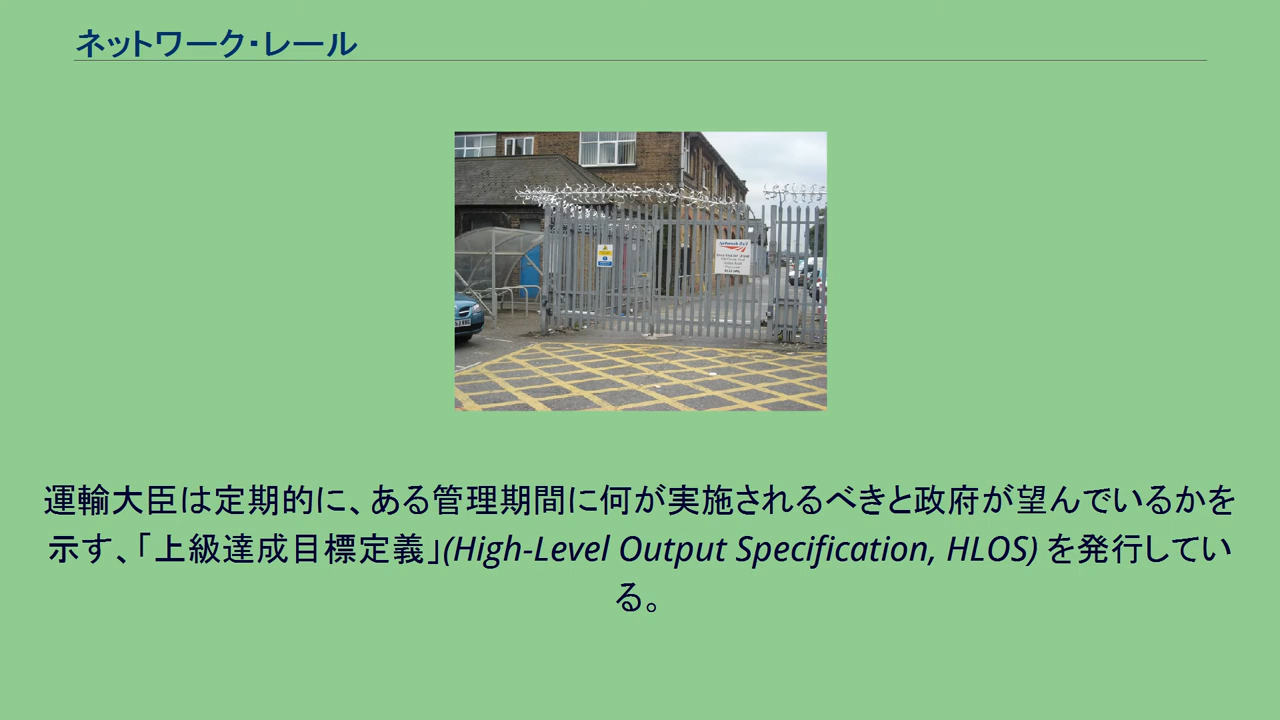 ネットワーク・レール
Network Rail
運輸大臣は定期的に、ある管理期間に何が実施されるべきと政府が望んでいるかを
示す、「上級達成目標定義」(High-Level Output Specification, HLOS) を発行してい
る。